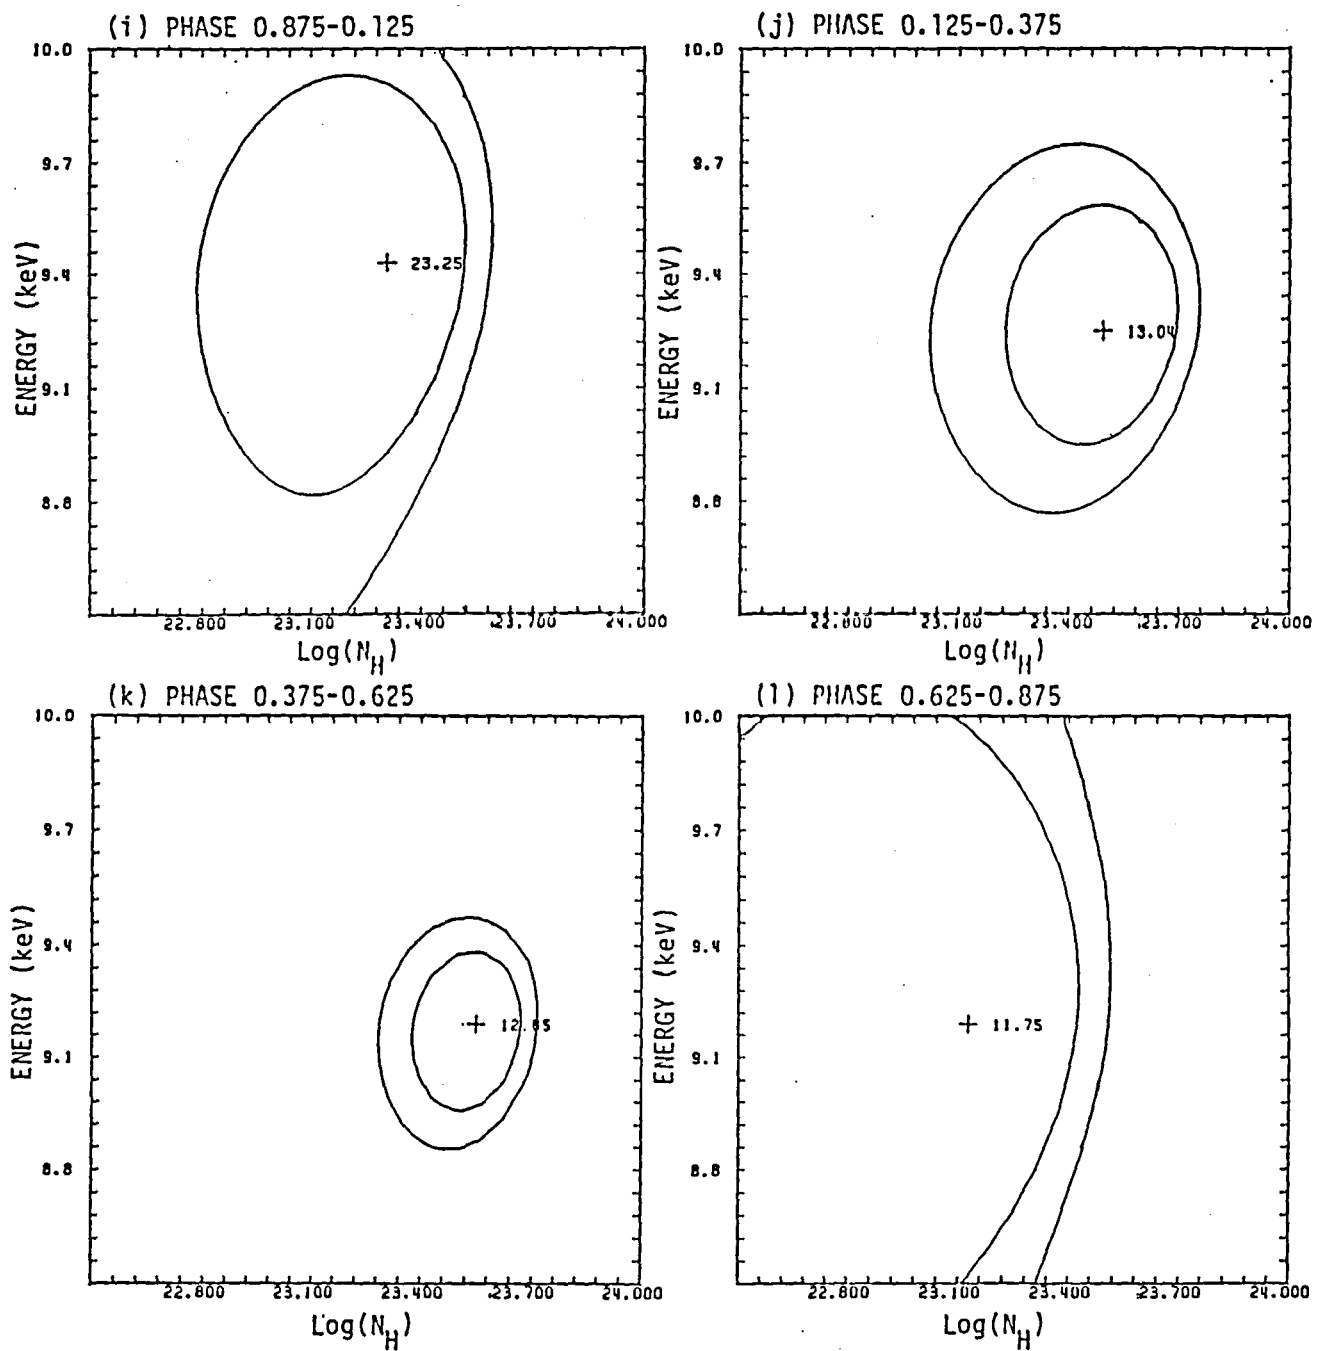 (i) PHASE 0.875-0.125
10.0
9.7
9.4
9.1
8.8
ENERGY (keV)
23.25
22.800 23.100 23.400 23.700 24.000
Log(N_H)
(j) PHASE 0.125-0.375
10.0
9.7
9.4
9.1
8.8
ENERGY (keV)
13.04
22.800 23.100 23.400 23.700 24.000
Log(N_H)
(k) PHASE 0.375-0.625
10.0
9.7
9.4
9.1
8.8
ENERGY (keV)
22.800 23.100 23.400 23.700 24.000
Log(N_H)
(l) PHASE 0.625-0.875
10.0
9.7
9.4
9.1
8.8
ENERGY (keV)
11.75
22.800 23.100 23.400 23.700 24.000
Log(N_H)